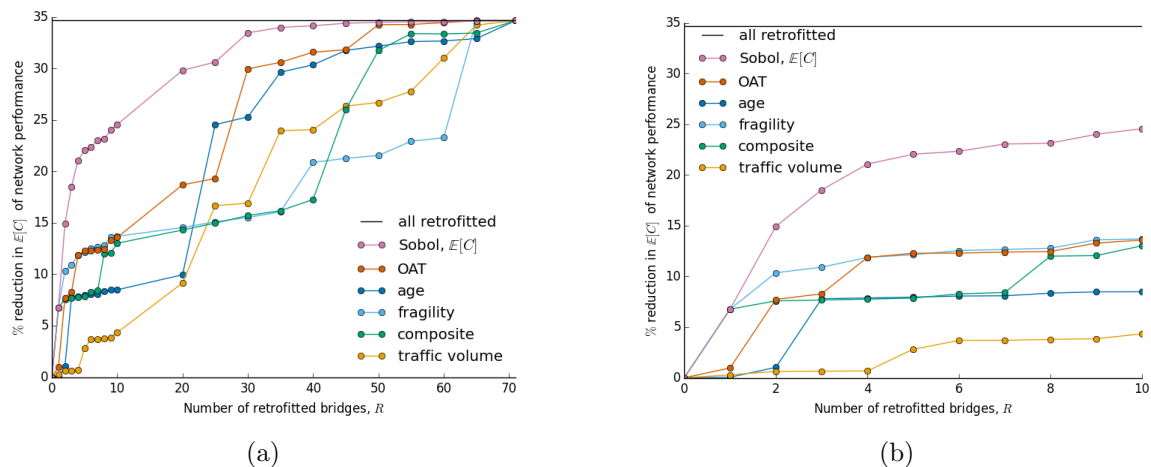 35
30
25
20
15
10
5
0
% reduction in 𝔼[C] of network performance
all retrofitted
Sobol, 𝔼[C]
OAT
age
fragility
composite
traffic volume
0 10 20 30 40 50 60 70
Number of retrofitted bridges, R
(a)
35
30
25
20
15
10
5
0
% reduction in 𝔼[C] of network performance
all retrofitted
Sobol, 𝔼[C]
OAT
age
fragility
composite
traffic volume
0 2 4 6 8 10
Number of retrofitted bridges, R
(b)